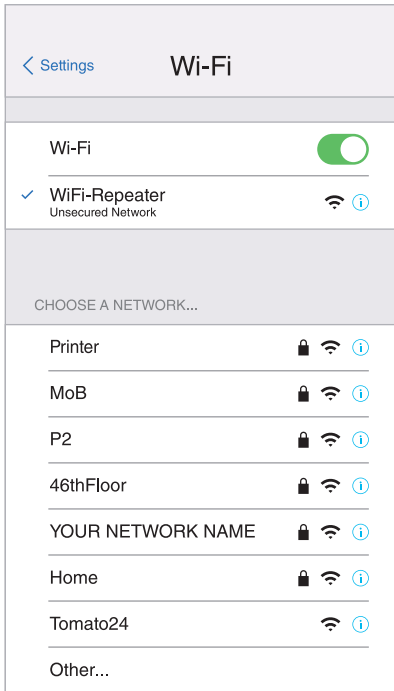 Settings
Wi-Fi
Wi-Fi
WiFi-Repeater
Unsecured Network
CHOOSE A NETWORK...
Printer
MoB
P2
46thFloor
YOUR NETWORK NAME
Home
Tomato24
Other...